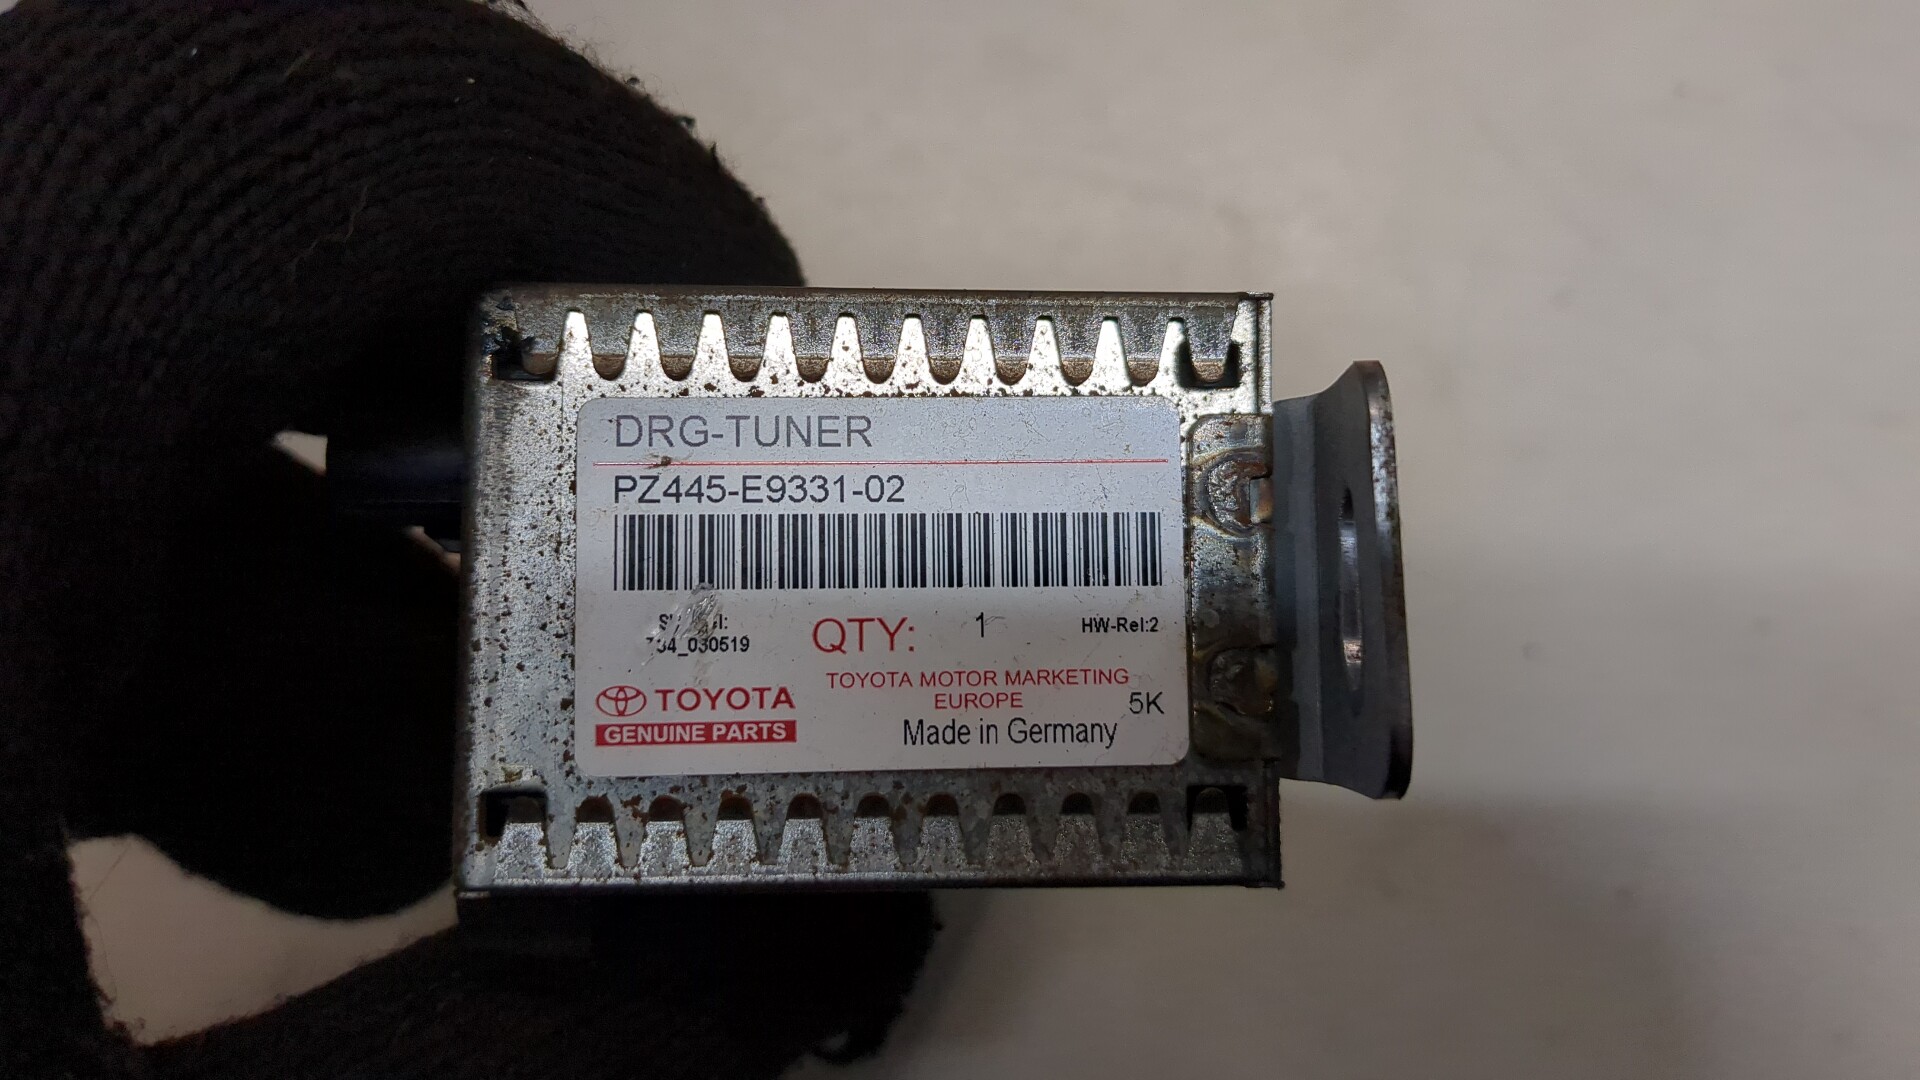 DRG-TUNER
PZ445-E9331-02
QTY: 1 HW-Rel:2
TOYOTA
GENUINE PARTS
TOYOTA MOTOR MARKETING
EUROPE
5K
Made in Germany